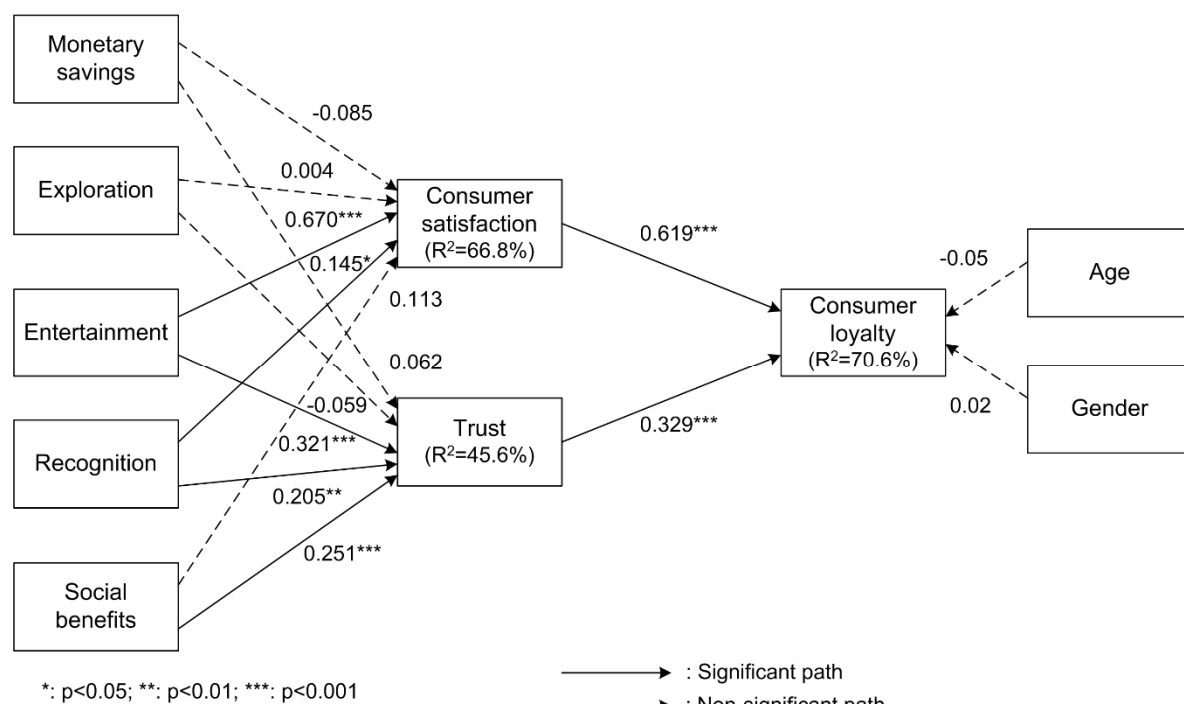 Monetary
savings
Exploration
Entertainment
Recognition
Social
benefits
-0.085
0.004
0.670***
0.145*
0.113
0.062
-0.059
0.321***
0.205**
0.251***
Consumer
satisfaction
(R²=66.8%)
Trust
(R²=45.6%)
0.619***
0.329***
Consumer
loyalty
(R²=70.6%)
-0.05
0.02
Age
Gender
*: p<0.05; **: p<0.01; ***: p<0.001
: Significant path
: Non-significant path